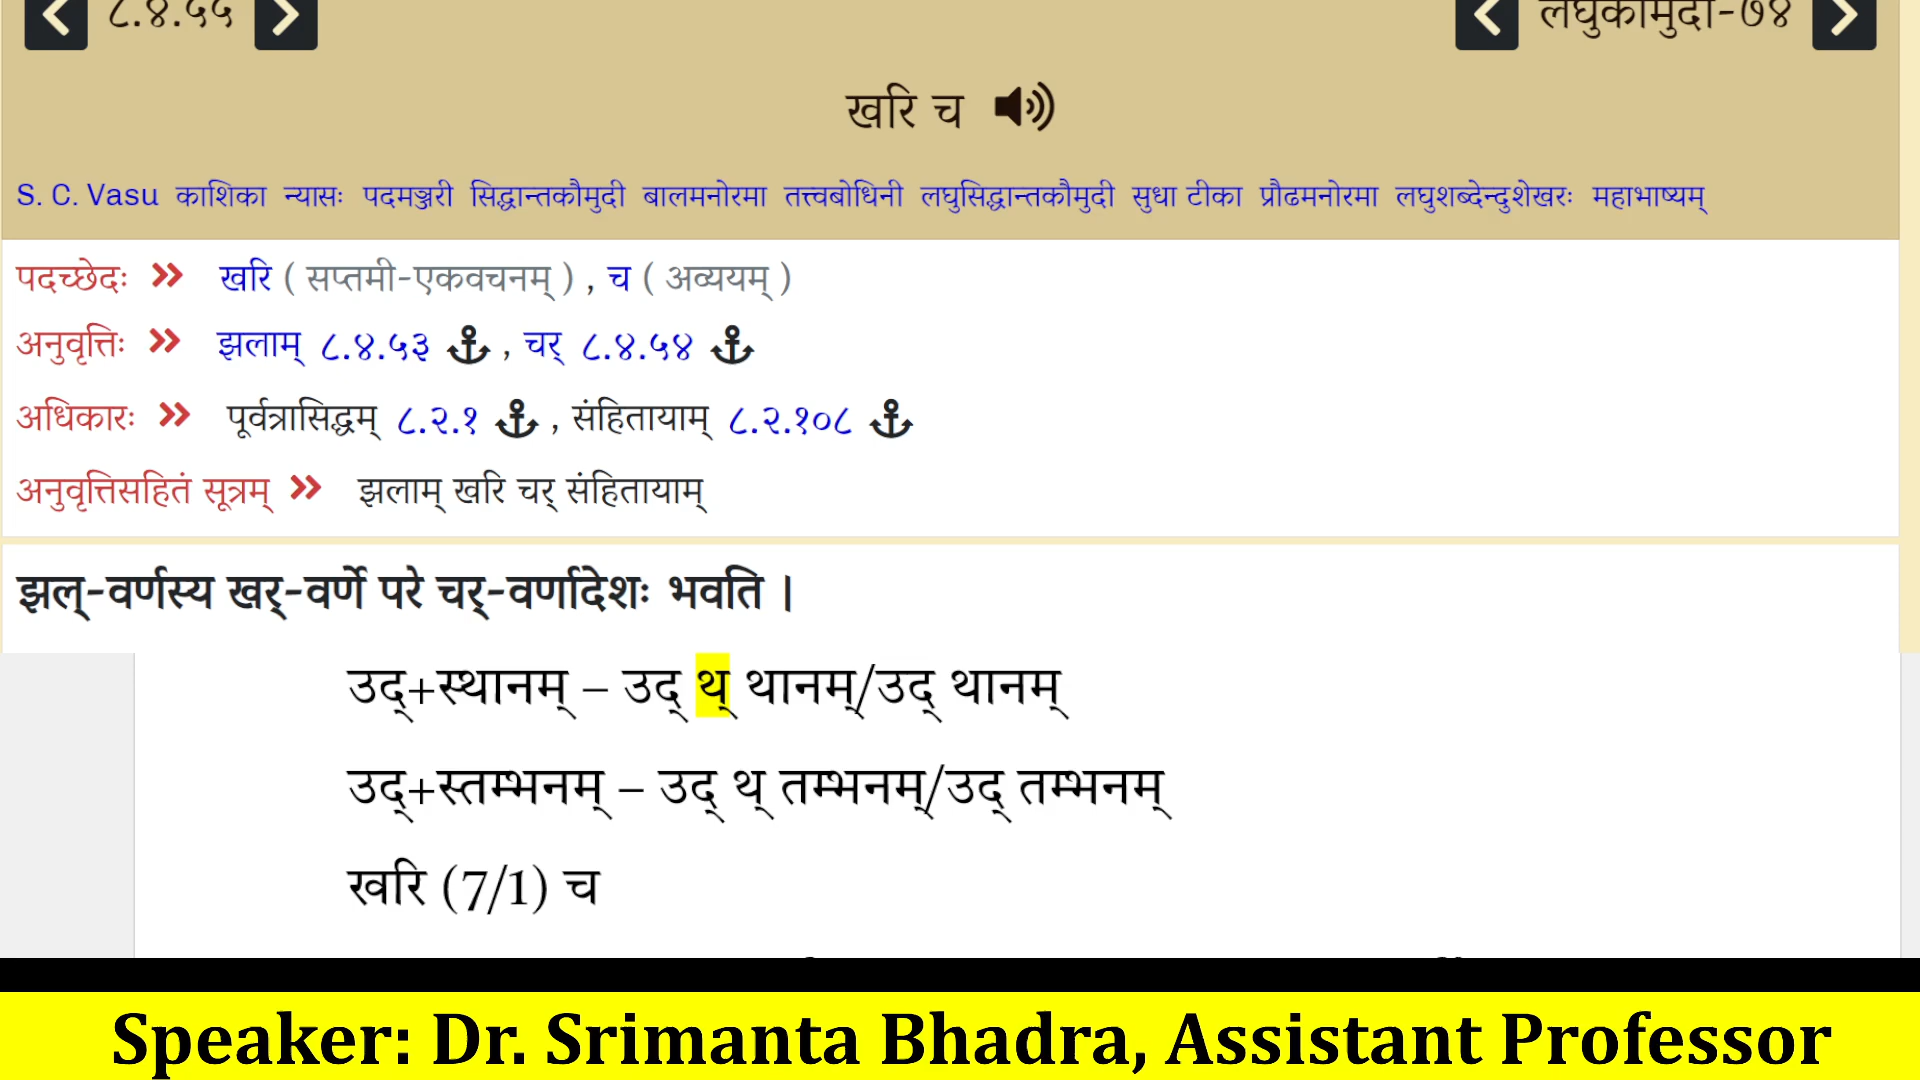 ८.४.५५ लघुकौमुदी-७४
खरि च
S. C. Vasu काशिका न्यासः पदमञ्जरी सिद्धान्तकौमुदी बालमनोरमा तत्त्वबोधिनी लघुसिद्धान्तकौमुदी सुधा टीका प्रौढमनोरमा लघुशब्देन्दुशेखरः महाभाष्यम्
पदच्छेदः » खरि ( सप्तमी-एकवचनम् ) , च ( अव्ययम् )
अनुवृत्तिः » झलाम् ८.४.५३ , चर् ८.४.५४
अधिकारः » पूर्वत्रासिद्धम् ८.२.१ , संहितायाम् ८.२.१०८
अनुवृत्तिसहितं सूत्रम् » झलाम् खरि चर् संहितायाम्
झल्-वर्णस्य खर्-वर्णे परे चर्-वर्णादेशः भवति ।
उद्+स्थानम् – उद् थ् थानम्/उद् थानम्
उद्+स्तम्भनम् – उद् थ् तम्भनम्/उद् तम्भनम्
खरि (7/1) च
Speaker: Dr. Srimanta Bhadra, Assistant Professor